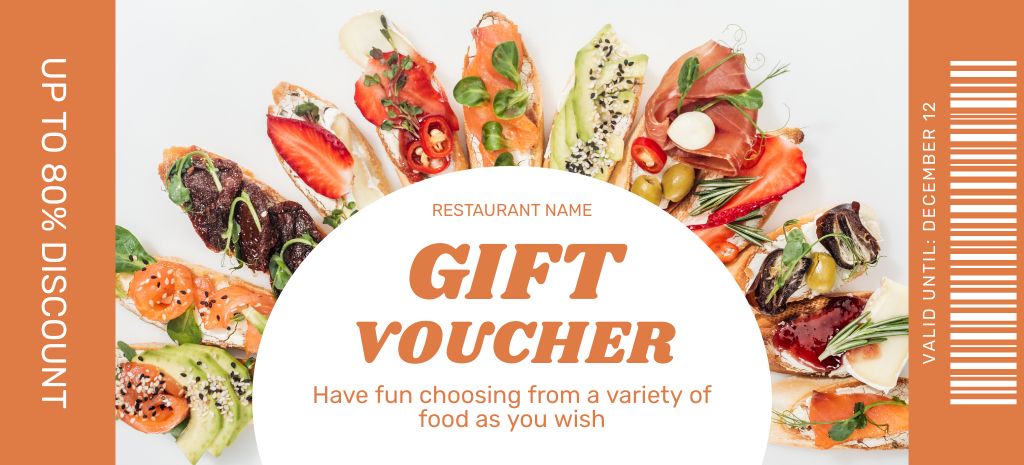 UP TO 80% DISCOUNT
RESTAURANT NAME
GIFT
VOUCHER
Have fun choosing from a variety of
food as you wish
VALID UNTIL: DECEMBER 12